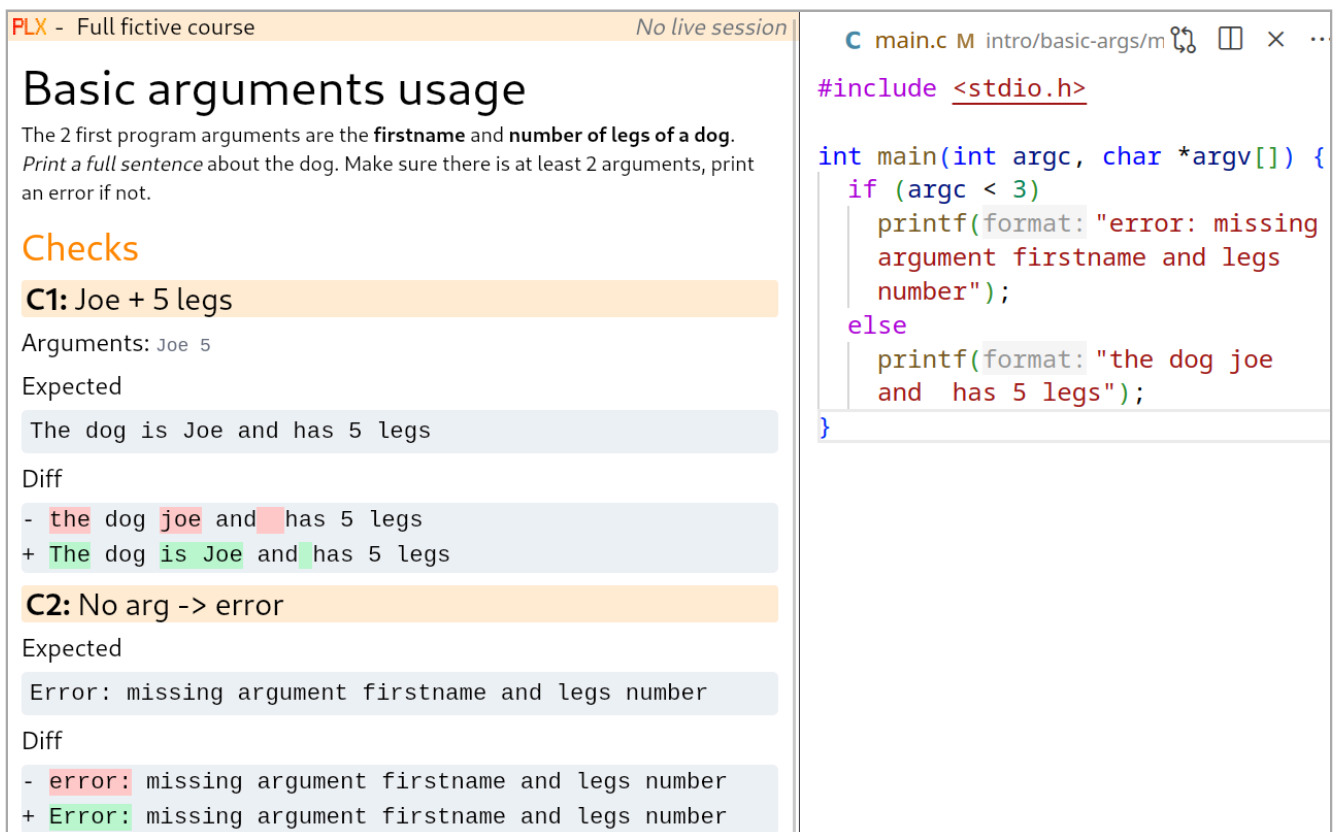 PLX - Full fictive course No live session
Basic arguments usage
The 2 first program arguments are the firstname and number of legs of a dog.
Print a full sentence about the dog. Make sure there is at least 2 arguments, print
an error if not.
Checks
C1: Joe + 5 legs
Arguments: Joe 5
Expected
The dog is Joe and has 5 legs
Diff
- the dog joe and  has 5 legs
+ The dog is Joe and has 5 legs
C2: No arg -> error
Expected
Error: missing argument firstname and legs number
Diff
- error: missing argument firstname and legs number
+ Error: missing argument firstname and legs number
C main.c M intro/basic-args/m
#include <stdio.h>
int main(int argc, char *argv[]) {
if (argc < 3)
printf(format: "error: missing
argument firstname and legs
number");
else
printf(format: "the dog joe
and  has 5 legs");
}